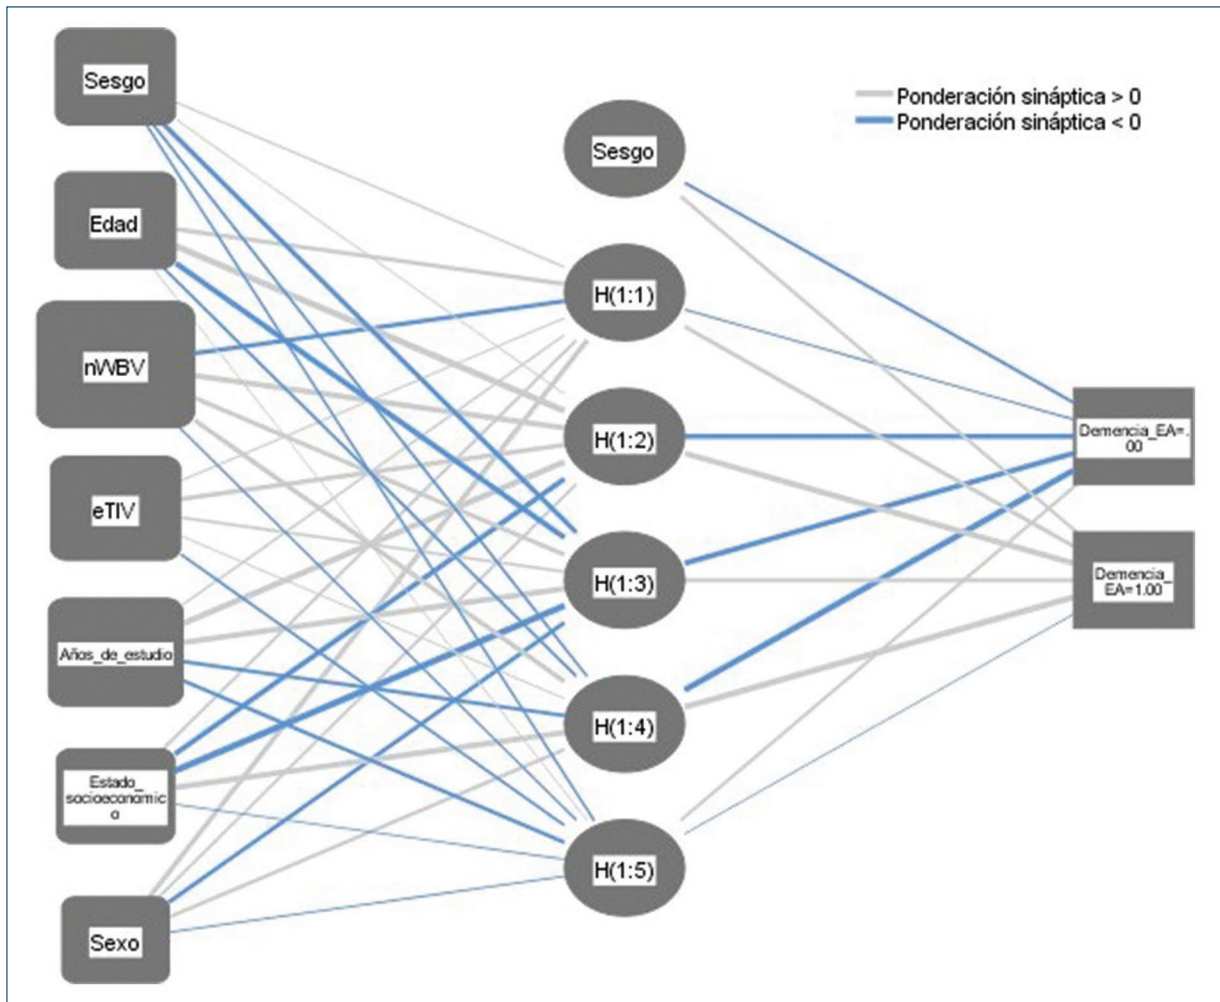 Sesgo
Edad
nWBV
eTIV
Años_de_estudio
Estado_
socioeconómic
o
Sexo
Sesgo
H(1:1)
H(1:2)
H(1:3)
H(1:4)
H(1:5)
Ponderación sináptica > 0
Ponderación sináptica < 0
Demencia_EA=.
00
Demencia_
EA=1.00